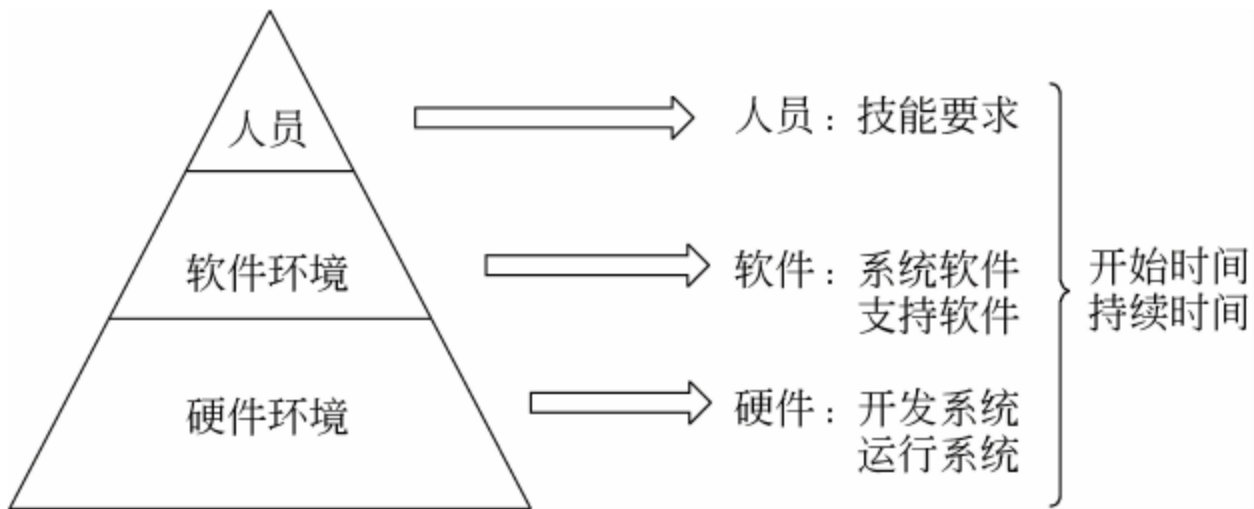 人员
人员：技能要求
软件环境
软件：系统软件
支持软件
开始时间
持续时间
硬件环境
硬件：开发系统
运行系统